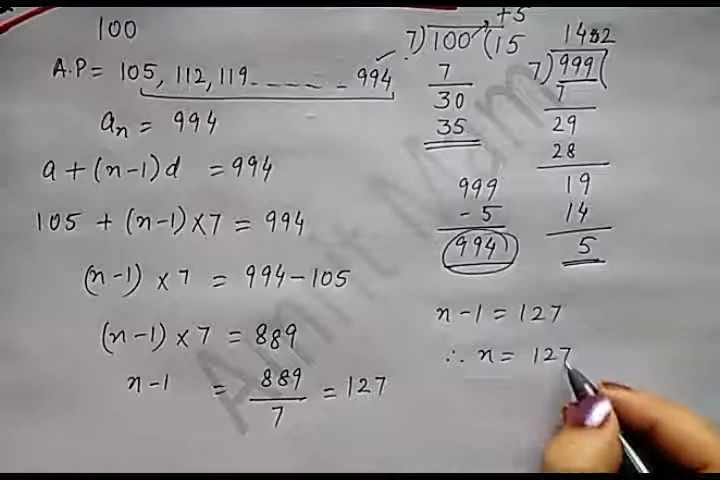 100
A.P = 105, 112, 119 - - - - - 994
an = 994
a + (n-1) d = 994
105 + (n-1) × 7 = 994
(n-1) × 7 = 994 - 105
(n-1) × 7 = 889
n-1 = 889/7 = 127
+5
7) 100 (15
7
30
35
999
- 5
994
n - 1 = 127
∴ n = 127
142
7) 999 (
7
29
28
19
14
5
Amrit Mam